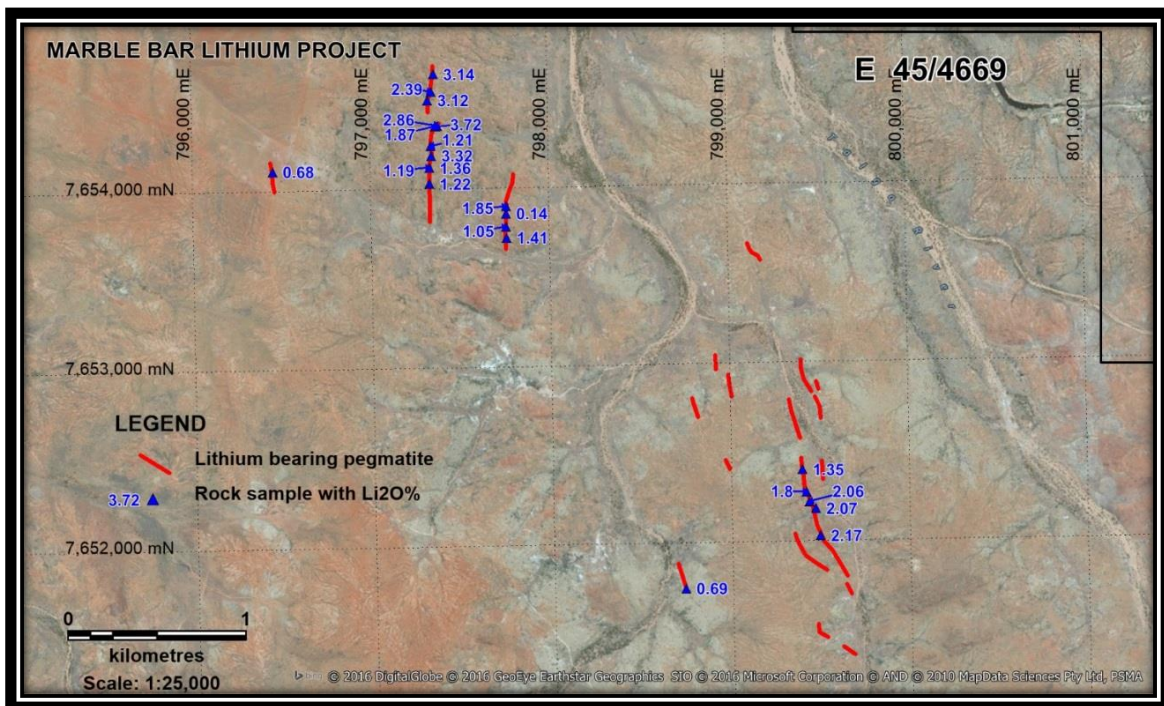 MARBLE BAR LITHIUM PROJECT
E 45/4669
796,000 mE
797,000 mE
798,000 mE
799,000 mE
800,000 mE
801,000 mE
3.14
2.39
3.12
2.86
3.72
1.87
1.21
3.32
1.19
1.36
1.22
0.68
7,654,000 mN
1.85
0.14
1.05
1.41
7,653,000 mN
LEGEND
Lithium bearing pegmatite
3.72 Rock sample with Li2O%
1.35
1.8
2.06
2.07
2.17
7,652,000 mN
0.69
0 1
kilometres
Scale: 1:25,000
© 2016 DigitalGlobe © 2016 GeoEye Earthstar Geographics SIO © 2016 Microsoft Corporation © AND © 2010 MapData Sciences Pty Ltd, PSMA